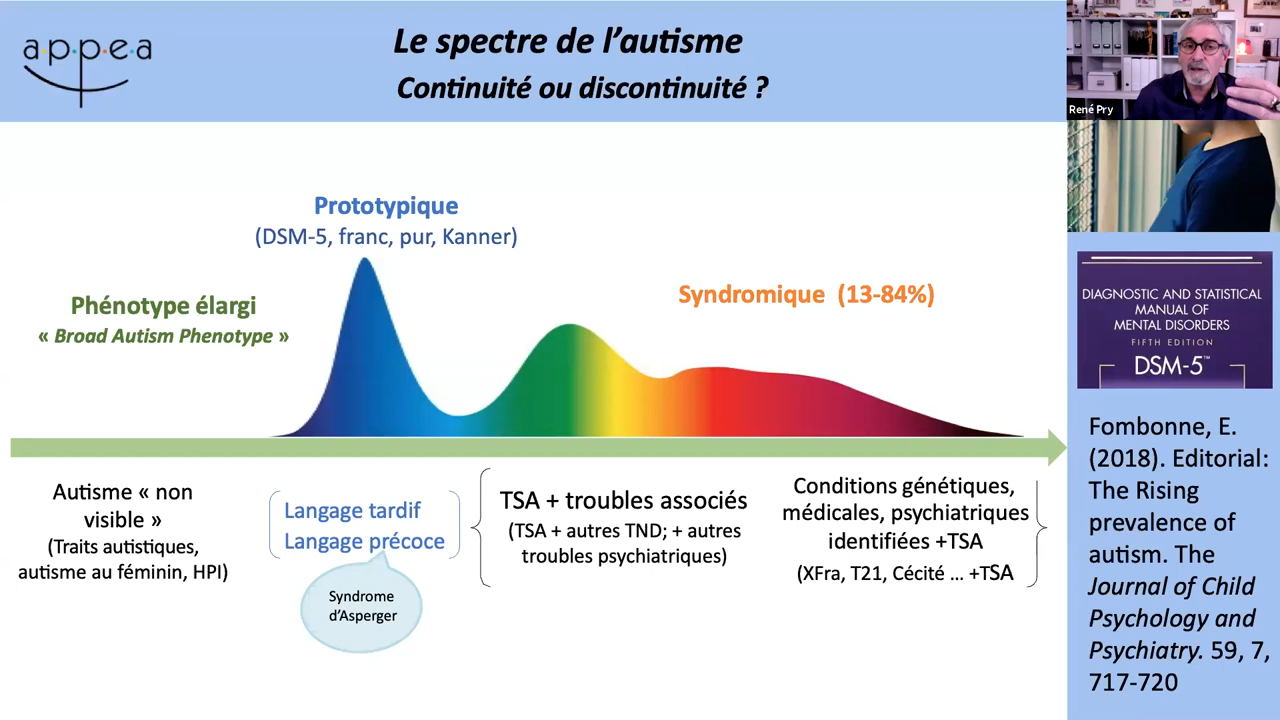 a·p·p·e·a
Le spectre de l’autisme
Continuité ou discontinuité ?
René Pry
Prototypique
(DSM-5, franc, pur, Kanner)
Phénotype élargi
« Broad Autism Phenotype »
Syndromique (13-84%)
Autisme « non
visible »
(Traits autistiques,
autisme au féminin, HPI)
Langage tardif
Langage précoce
Syndrome
d’Asperger
TSA + troubles associés
(TSA + autres TND; + autres
troubles psychiatriques)
Conditions génétiques,
médicales, psychiatriques
identifiées +TSA
(XFra, T21, Cécité … +TSA
DIAGNOSTIC AND STATISTICAL
MANUAL OF
MENTAL DISORDERS
FIFTH EDITION
DSM-5™
Fombonne, E.
(2018). Editorial:
The Rising
prevalence of
autism. The
Journal of Child
Psychology and
Psychiatry. 59, 7,
717-720